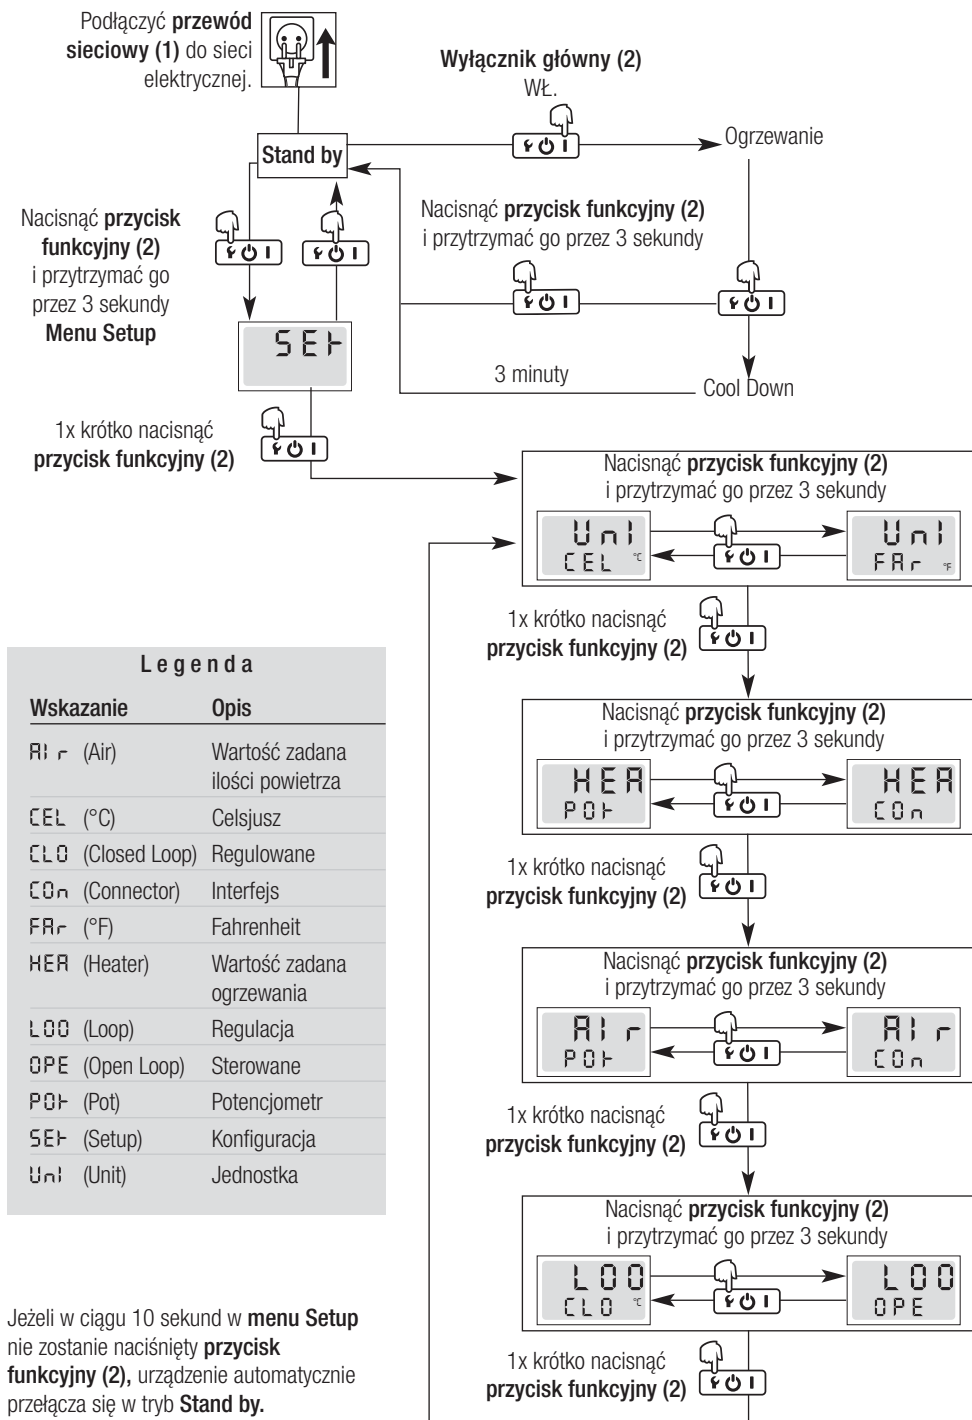 Podłączyć przewód
sieciowy (1) do sieci
elektrycznej.
Wyłącznik główny (2)
WŁ.
Stand by
Ogrzewanie
Nacisnąć przycisk
funkcyjny (2)
i przytrzymać go
przez 3 sekundy
Menu Setup
Nacisnąć przycisk funkcyjny (2)
i przytrzymać go przez 3 sekundy
SEt
3 minuty
Cool Down
1x krótko nacisnąć
przycisk funkcyjny (2)
Nacisnąć przycisk funkcyjny (2)
i przytrzymać go przez 3 sekundy
UnI
CEL °C
UnI
FAr °F
1x krótko nacisnąć
przycisk funkcyjny (2)
Nacisnąć przycisk funkcyjny (2)
i przytrzymać go przez 3 sekundy
HEA
POt
HEA
COn
1x krótko nacisnąć
przycisk funkcyjny (2)
Nacisnąć przycisk funkcyjny (2)
i przytrzymać go przez 3 sekundy
AIr
POt
AIr
COn
1x krótko nacisnąć
przycisk funkcyjny (2)
Nacisnąć przycisk funkcyjny (2)
i przytrzymać go przez 3 sekundy
LOO
CLO °C
LOO
OPE
1x krótko nacisnąć
przycisk funkcyjny (2)
Legenda
Wskazanie Opis
AIr (Air) Wartość zadana
ilości powietrza
CEL (°C) Celsjusz
CLO (Closed Loop) Regulowane
COn (Connector) Interfejs
FAr (°F) Fahrenheit
HEA (Heater) Wartość zadana
ogrzewania
LOO (Loop) Regulacja
OPE (Open Loop) Sterowane
POt (Pot) Potencjometr
SEt (Setup) Konfiguracja
UnI (Unit) Jednostka
Jeżeli w ciągu 10 sekund w menu Setup
nie zostanie naciśnięty przycisk
funkcyjny (2), urządzenie automatycznie
przełącza się w tryb Stand by.